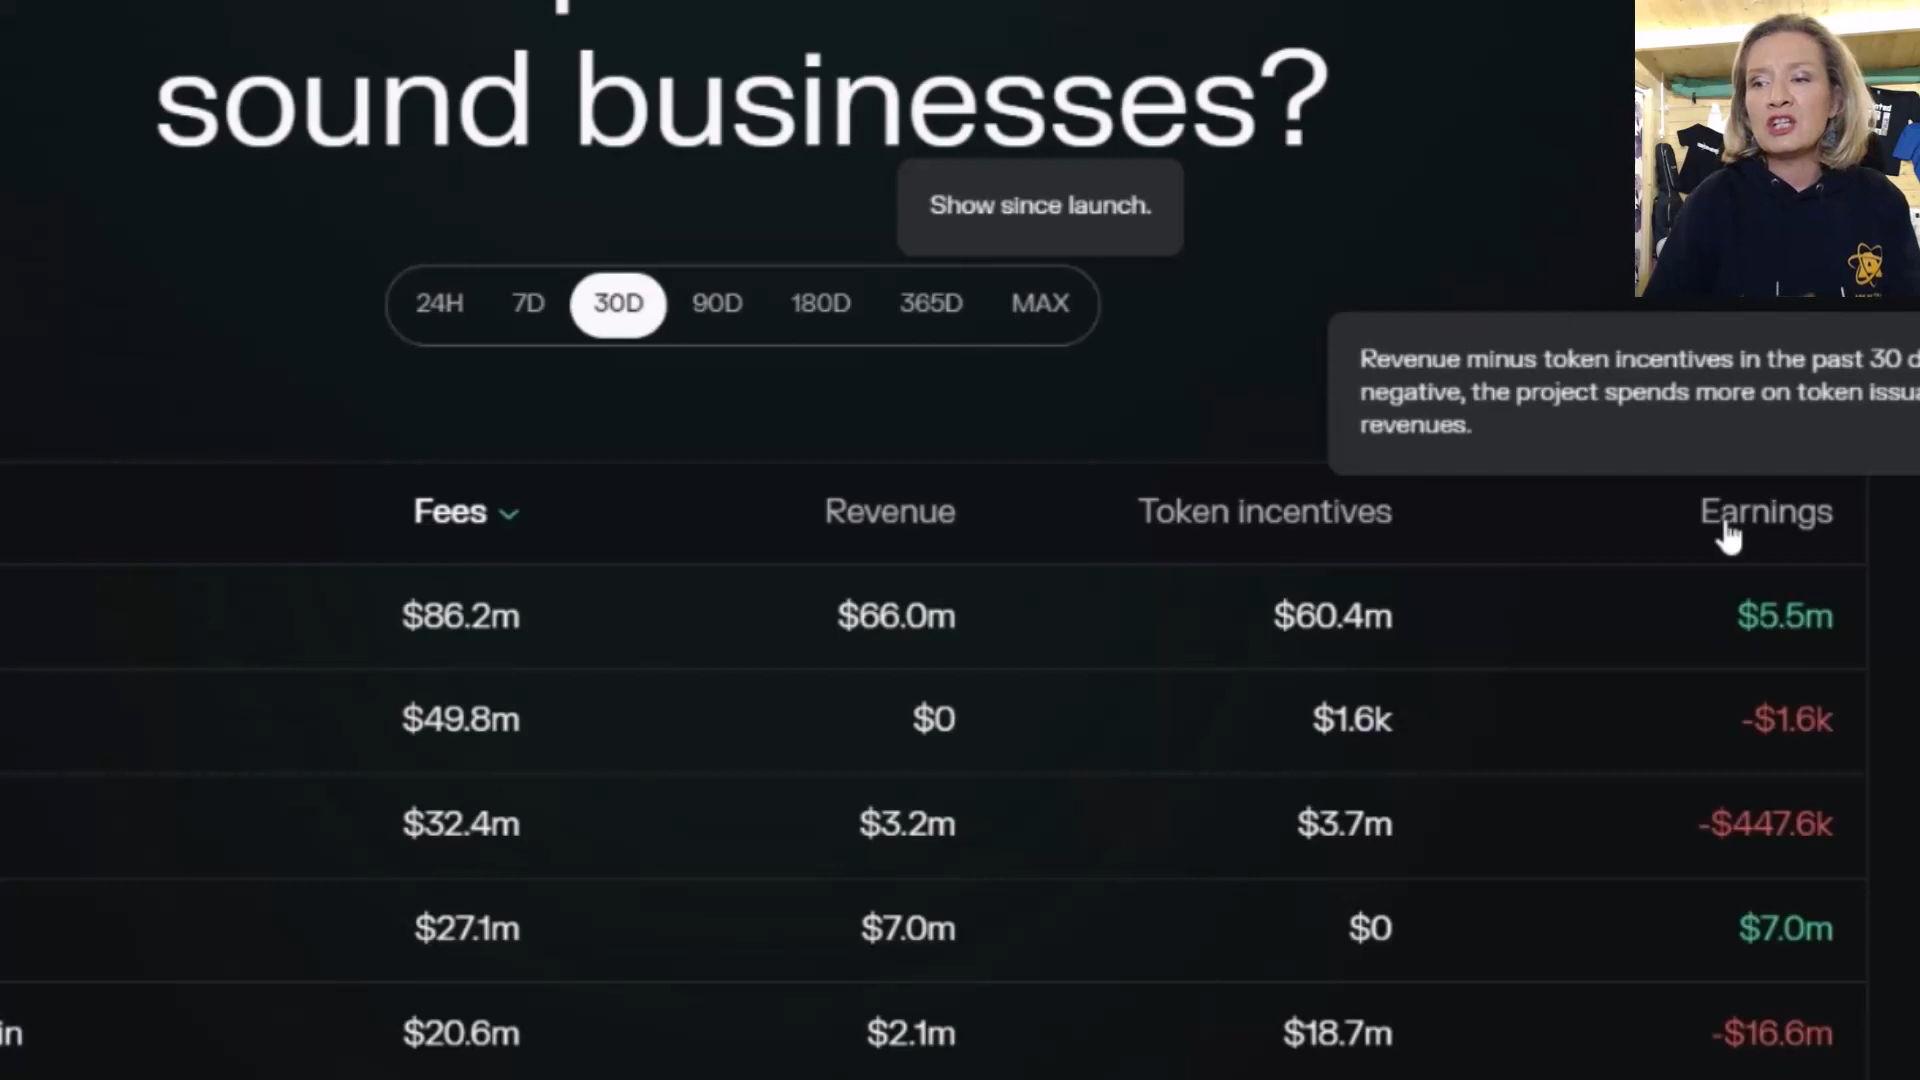 sound businesses?
Show since launch.
24H 7D 30D 90D 180D 365D MAX
Revenue minus token incentives in the past 30 d
negative, the project spends more on token issua
revenues.
Fees Revenue Token incentives Earnings
$86.2m $66.0m $60.4m $5.5m
$49.8m $0 $1.6k -$1.6k
$32.4m $3.2m $3.7m -$447.6k
$27.1m $7.0m $0 $7.0m
in $20.6m $2.1m $18.7m -$16.6m